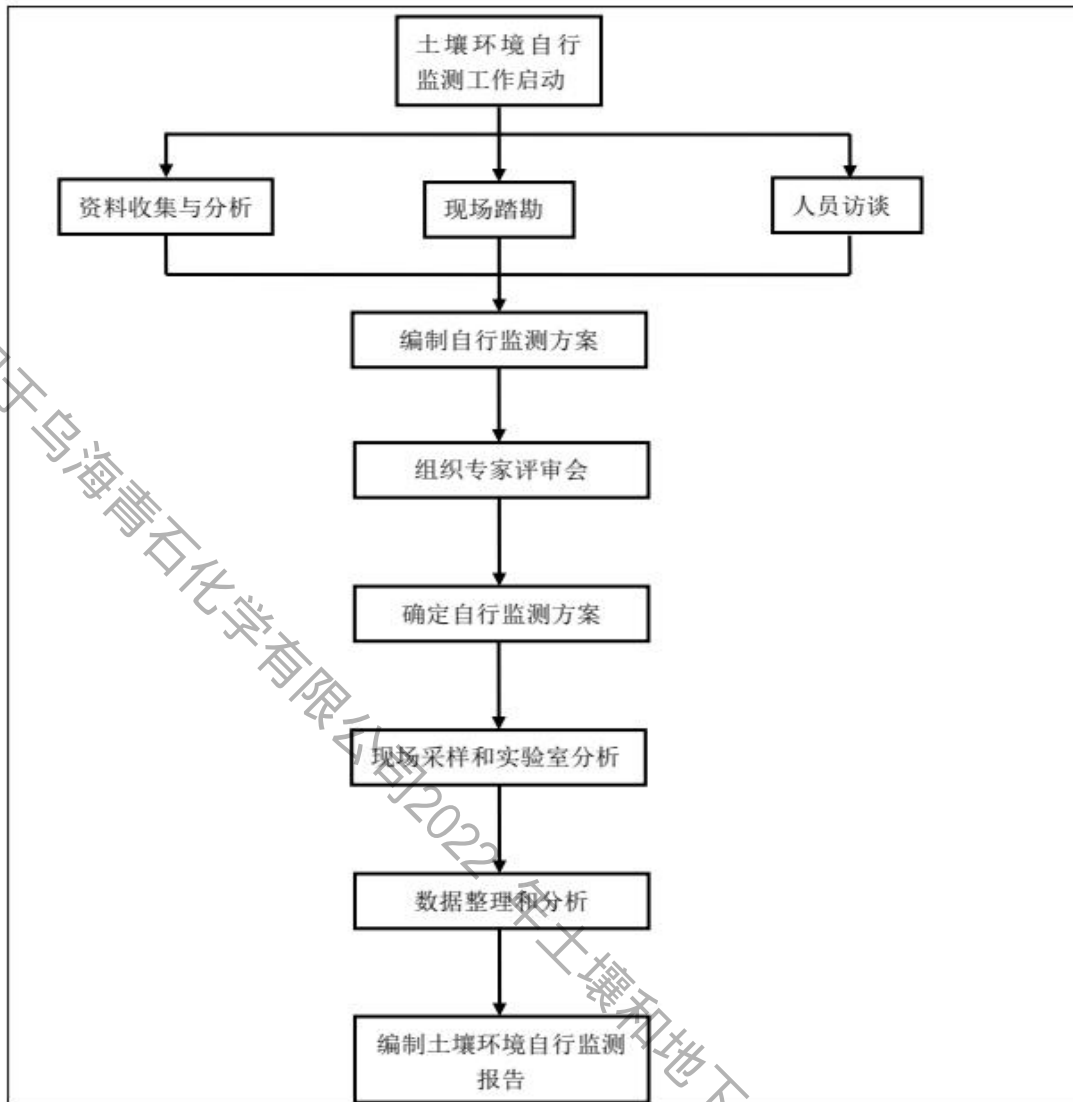 土壤环境自行
监测工作启动
资料收集与分析
现场踏勘
人员访谈
编制自行监测方案
组织专家评审会
确定自行监测方案
现场采样和实验室分析
数据整理和分析
编制土壤环境自行监测
报告
于乌海青石化学有限公司2022 年土壤和地下